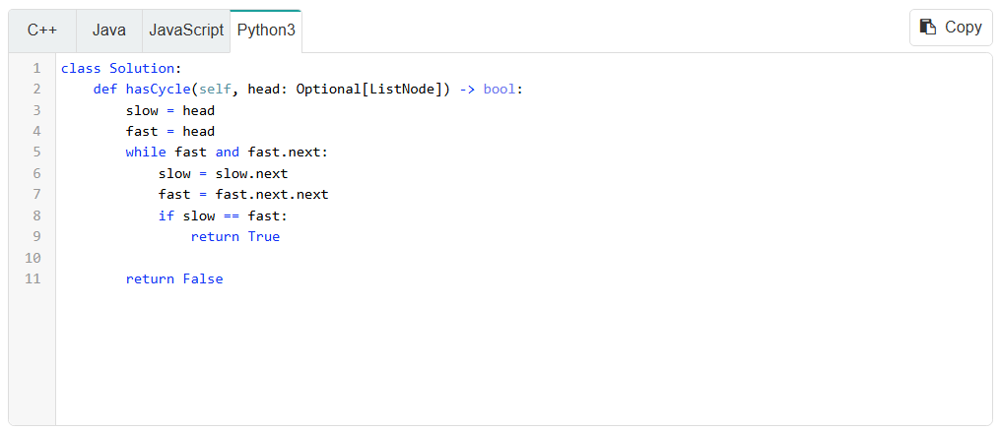 C++ Java JavaScript Python3 Copy
1 class Solution:
2     def hasCycle(self, head: Optional[ListNode]) -> bool:
3         slow = head
4         fast = head
5         while fast and fast.next:
6             slow = slow.next
7             fast = fast.next.next
8             if slow == fast:
9                 return True
10
11         return False